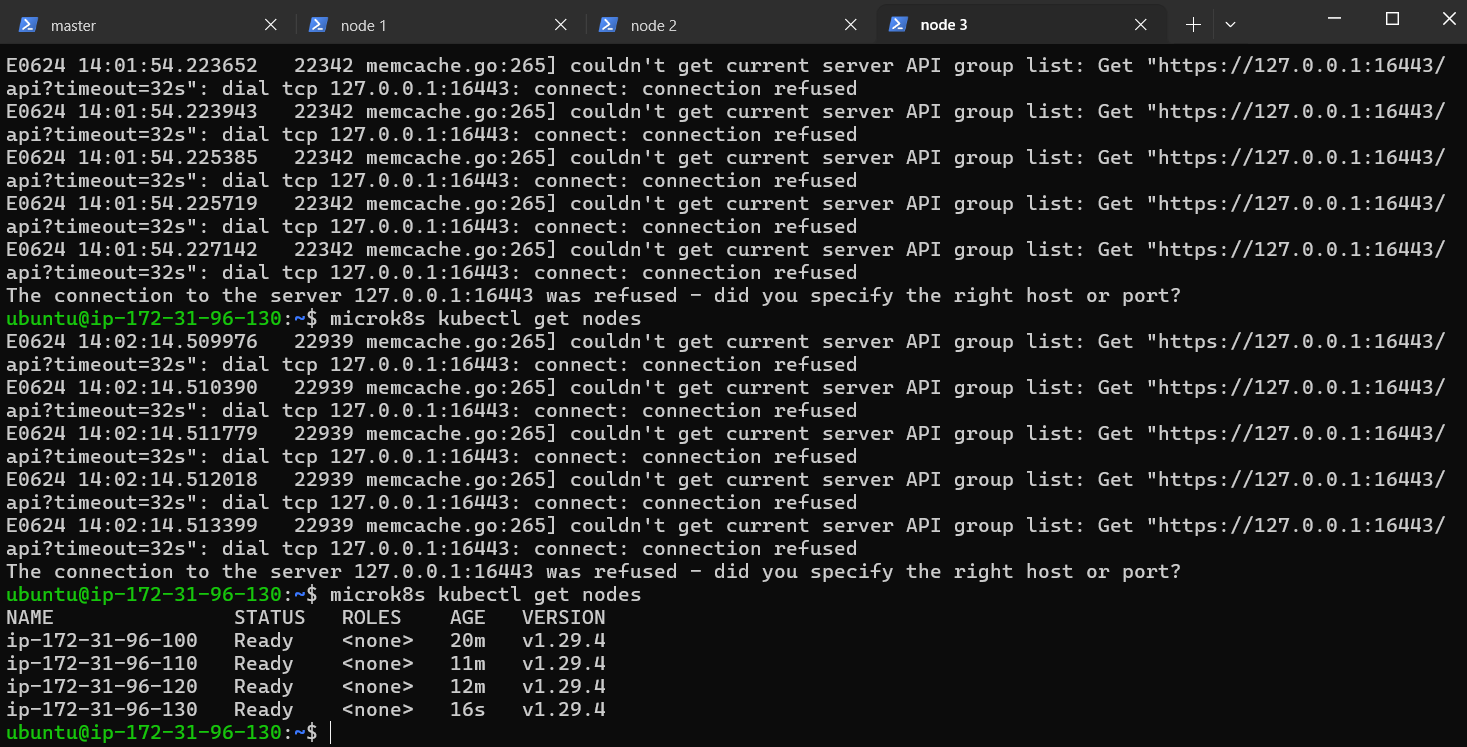 master
node 1
node 2
node 3
E0624 14:01:54.223652   22342 memcache.go:265] couldn't get current server API group list: Get "https://127.0.0.1:16443/
api?timeout=32s": dial tcp 127.0.0.1:16443: connect: connection refused
E0624 14:01:54.223943   22342 memcache.go:265] couldn't get current server API group list: Get "https://127.0.0.1:16443/
api?timeout=32s": dial tcp 127.0.0.1:16443: connect: connection refused
E0624 14:01:54.225385   22342 memcache.go:265] couldn't get current server API group list: Get "https://127.0.0.1:16443/
api?timeout=32s": dial tcp 127.0.0.1:16443: connect: connection refused
E0624 14:01:54.225719   22342 memcache.go:265] couldn't get current server API group list: Get "https://127.0.0.1:16443/
api?timeout=32s": dial tcp 127.0.0.1:16443: connect: connection refused
E0624 14:01:54.227142   22342 memcache.go:265] couldn't get current server API group list: Get "https://127.0.0.1:16443/
api?timeout=32s": dial tcp 127.0.0.1:16443: connect: connection refused
The connection to the server 127.0.0.1:16443 was refused - did you specify the right host or port?
ubuntu@ip-172-31-96-130:~$ microk8s kubectl get nodes
E0624 14:02:14.509976   22939 memcache.go:265] couldn't get current server API group list: Get "https://127.0.0.1:16443/
api?timeout=32s": dial tcp 127.0.0.1:16443: connect: connection refused
E0624 14:02:14.510390   22939 memcache.go:265] couldn't get current server API group list: Get "https://127.0.0.1:16443/
api?timeout=32s": dial tcp 127.0.0.1:16443: connect: connection refused
E0624 14:02:14.511779   22939 memcache.go:265] couldn't get current server API group list: Get "https://127.0.0.1:16443/
api?timeout=32s": dial tcp 127.0.0.1:16443: connect: connection refused
E0624 14:02:14.512018   22939 memcache.go:265] couldn't get current server API group list: Get "https://127.0.0.1:16443/
api?timeout=32s": dial tcp 127.0.0.1:16443: connect: connection refused
E0624 14:02:14.513399   22939 memcache.go:265] couldn't get current server API group list: Get "https://127.0.0.1:16443/
api?timeout=32s": dial tcp 127.0.0.1:16443: connect: connection refused
The connection to the server 127.0.0.1:16443 was refused - did you specify the right host or port?
ubuntu@ip-172-31-96-130:~$ microk8s kubectl get nodes
NAME               STATUS   ROLES    AGE   VERSION
ip-172-31-96-100   Ready    <none>   20m   v1.29.4
ip-172-31-96-110   Ready    <none>   11m   v1.29.4
ip-172-31-96-120   Ready    <none>   12m   v1.29.4
ip-172-31-96-130   Ready    <none>   16s   v1.29.4
ubuntu@ip-172-31-96-130:~$